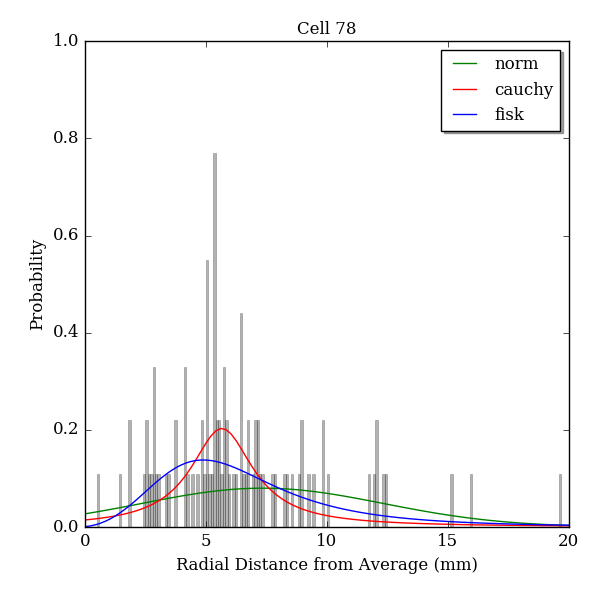 Cell 78
norm
cauchy
fisk
Probability
1.0
0.8
0.6
0.4
0.2
0.0
0 5 10 15 20
Radial Distance from Average (mm)